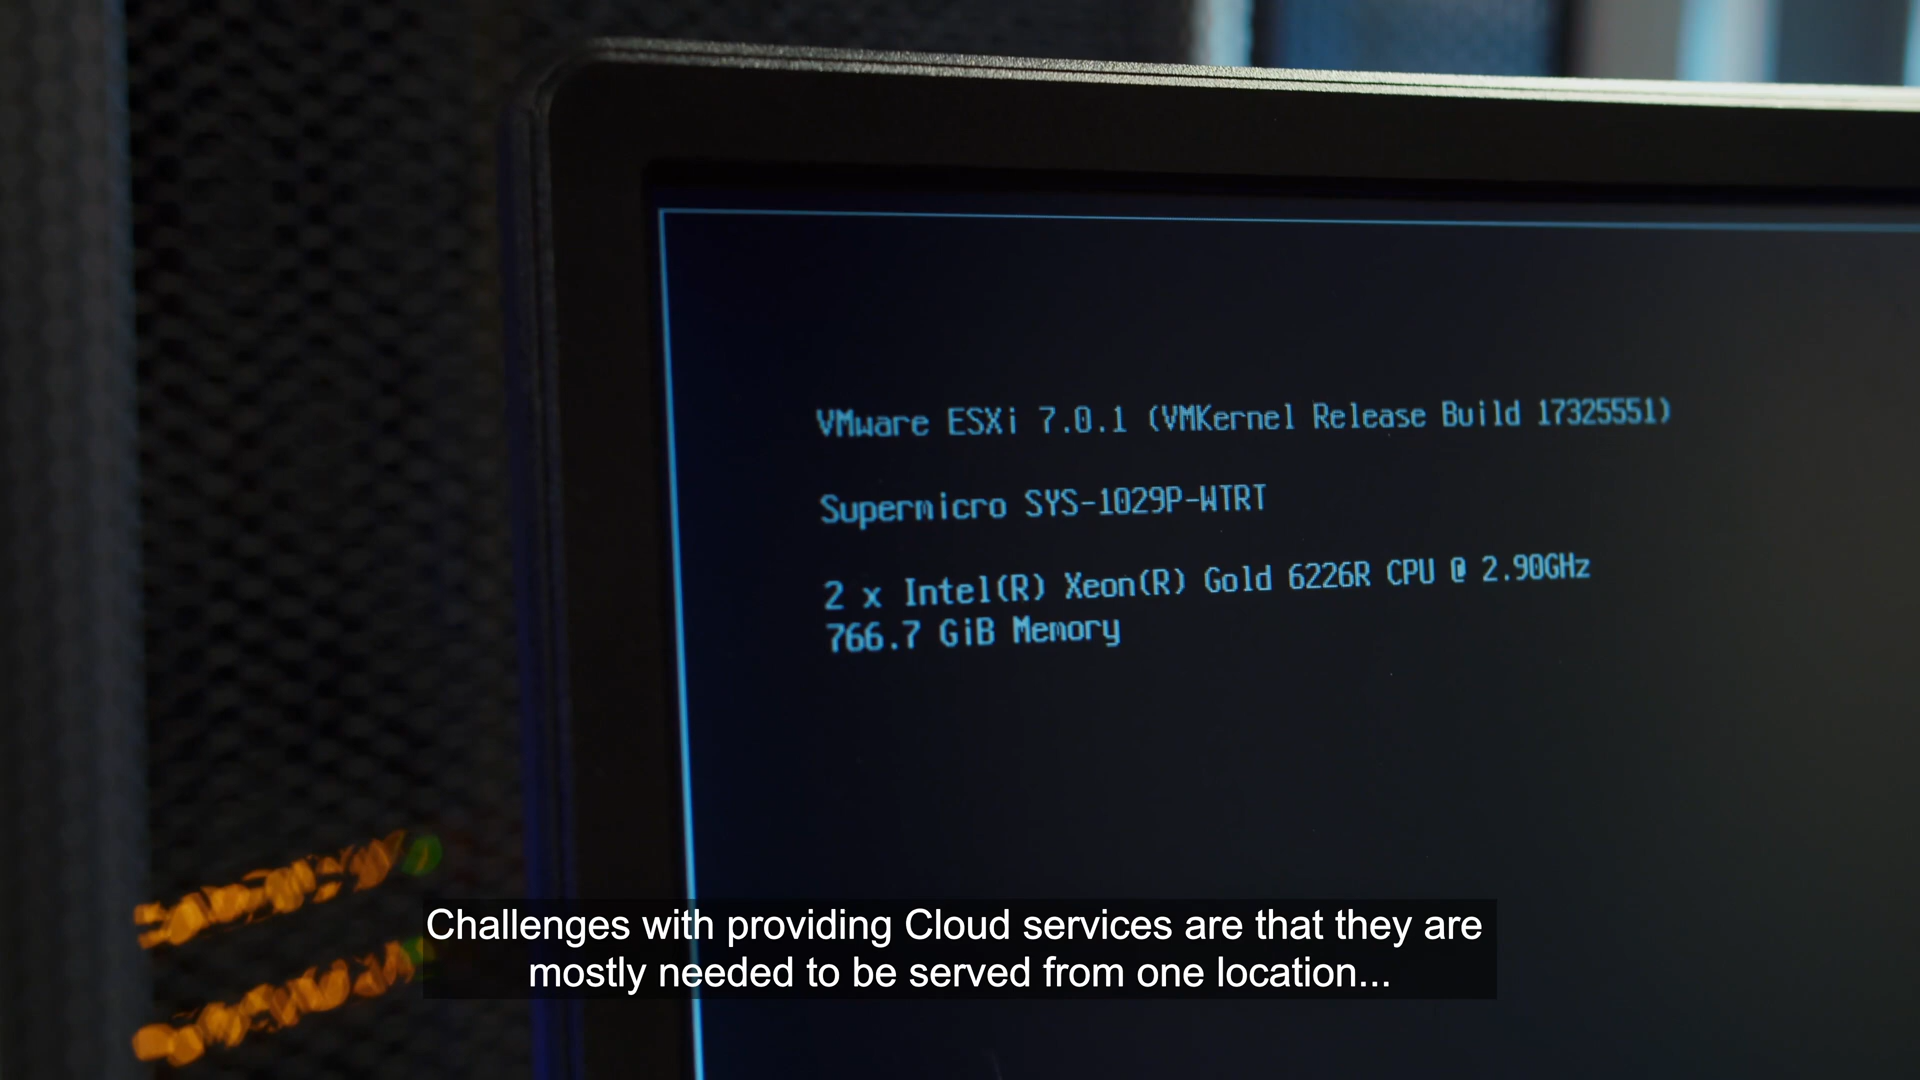 VMware ESXi 7.0.1 (VMKernel Release Build 17325551)
Supermicro SYS-1029P-WTRT
2 x Intel(R) Xeon(R) Gold 6226R CPU @ 2.90GHz
766.7 GiB Memory
Challenges with providing Cloud services are that they are
mostly needed to be served from one location...